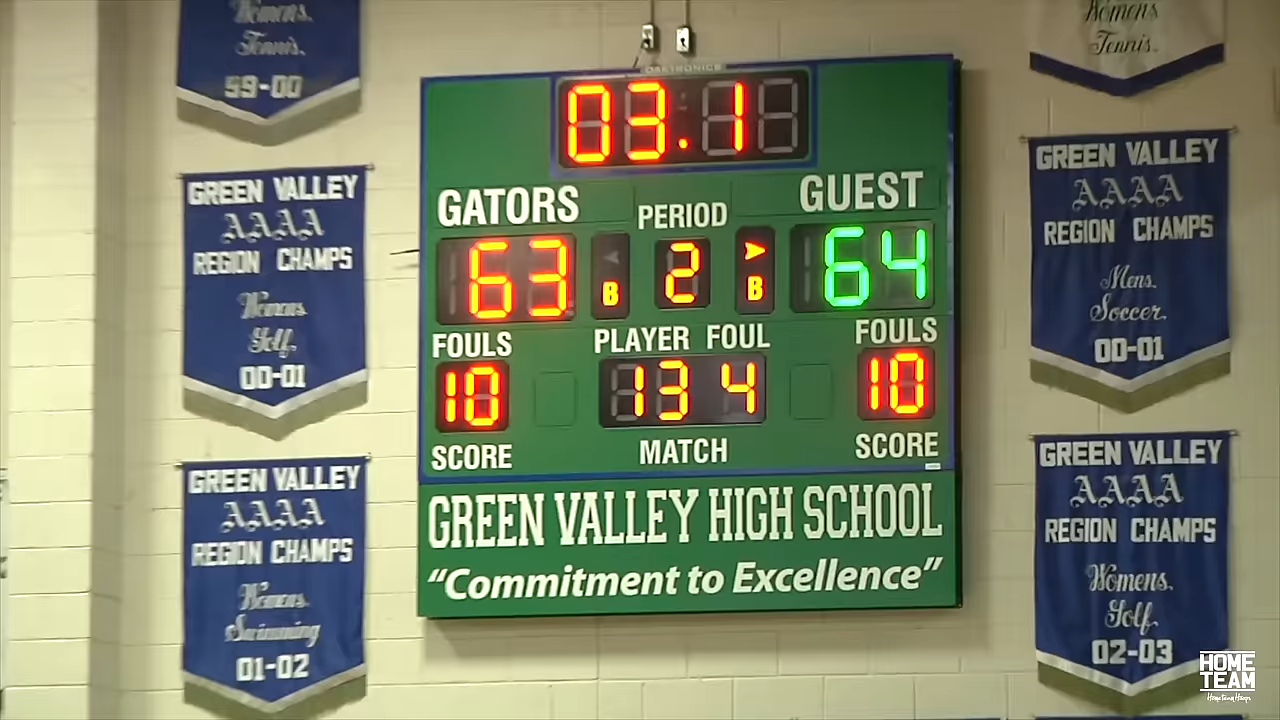 Womens
Tennis
99-00
GREEN VALLEY
AAAA
REGION CHAMPS
Womens
Golf
00-01
GREEN VALLEY
AAAA
REGION CHAMPS
Womens
Swimming
01-02
DAKTRONICS
03.1
GATORS
PERIOD
GUEST
63
B
2
B
64
FOULS
PLAYER FOUL
FOULS
10
13 4
10
SCORE
MATCH
SCORE
GREEN VALLEY HIGH SCHOOL
"Commitment to Excellence"
Womens
Tennis
GREEN VALLEY
AAAA
REGION CHAMPS
Mens
Soccer
00-01
GREEN VALLEY
AAAA
REGION CHAMPS
Womens
Golf
02-03
HOME
TEAM